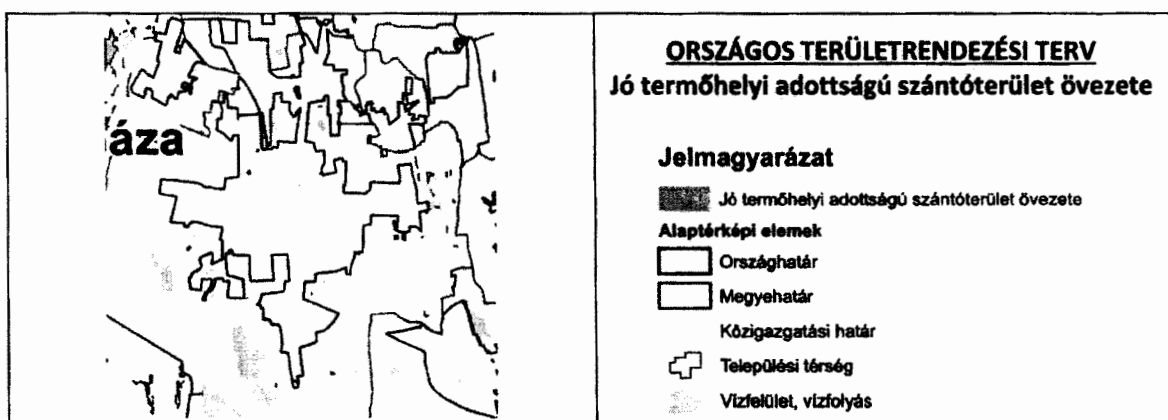 áza
ORSZÁGOS TERÜLETRENDEZÉSI TERV
Jó termőhelyi adottságú szántóterület övezete
Jelmagyarázat
Jó termőhelyi adottságú szántóterület övezete
Alaptérképi elemek
Országhatár
Megyehatár
Közigazgatási határ
Települési térség
Vízfelület, vízfolyás